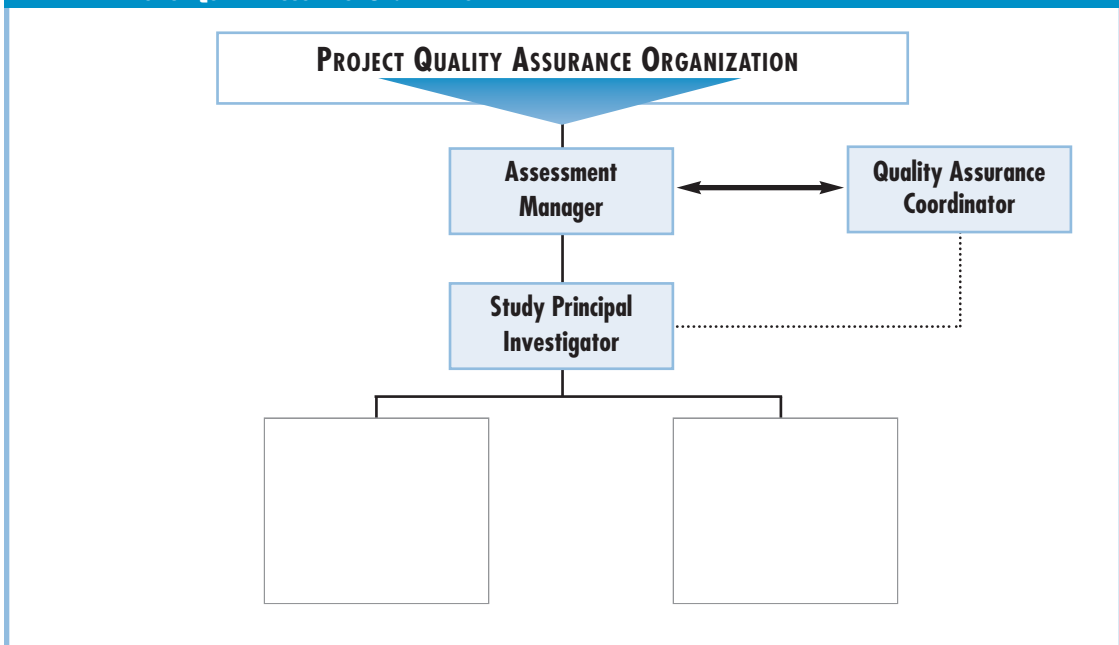 PROJECT QUALITY ASSURANCE ORGANIZATION
Assessment
Manager
Quality Assurance
Coordinator
Study Principal
Investigator